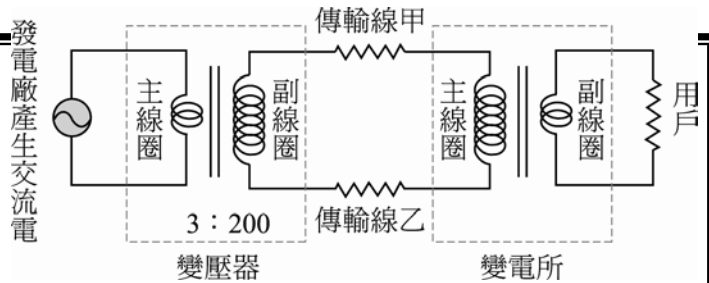 發電廠產生交流電
主線圈
副線圈
3：200
變壓器
傳輸線甲
傳輸線乙
主線圈
副線圈
變電所
用戶